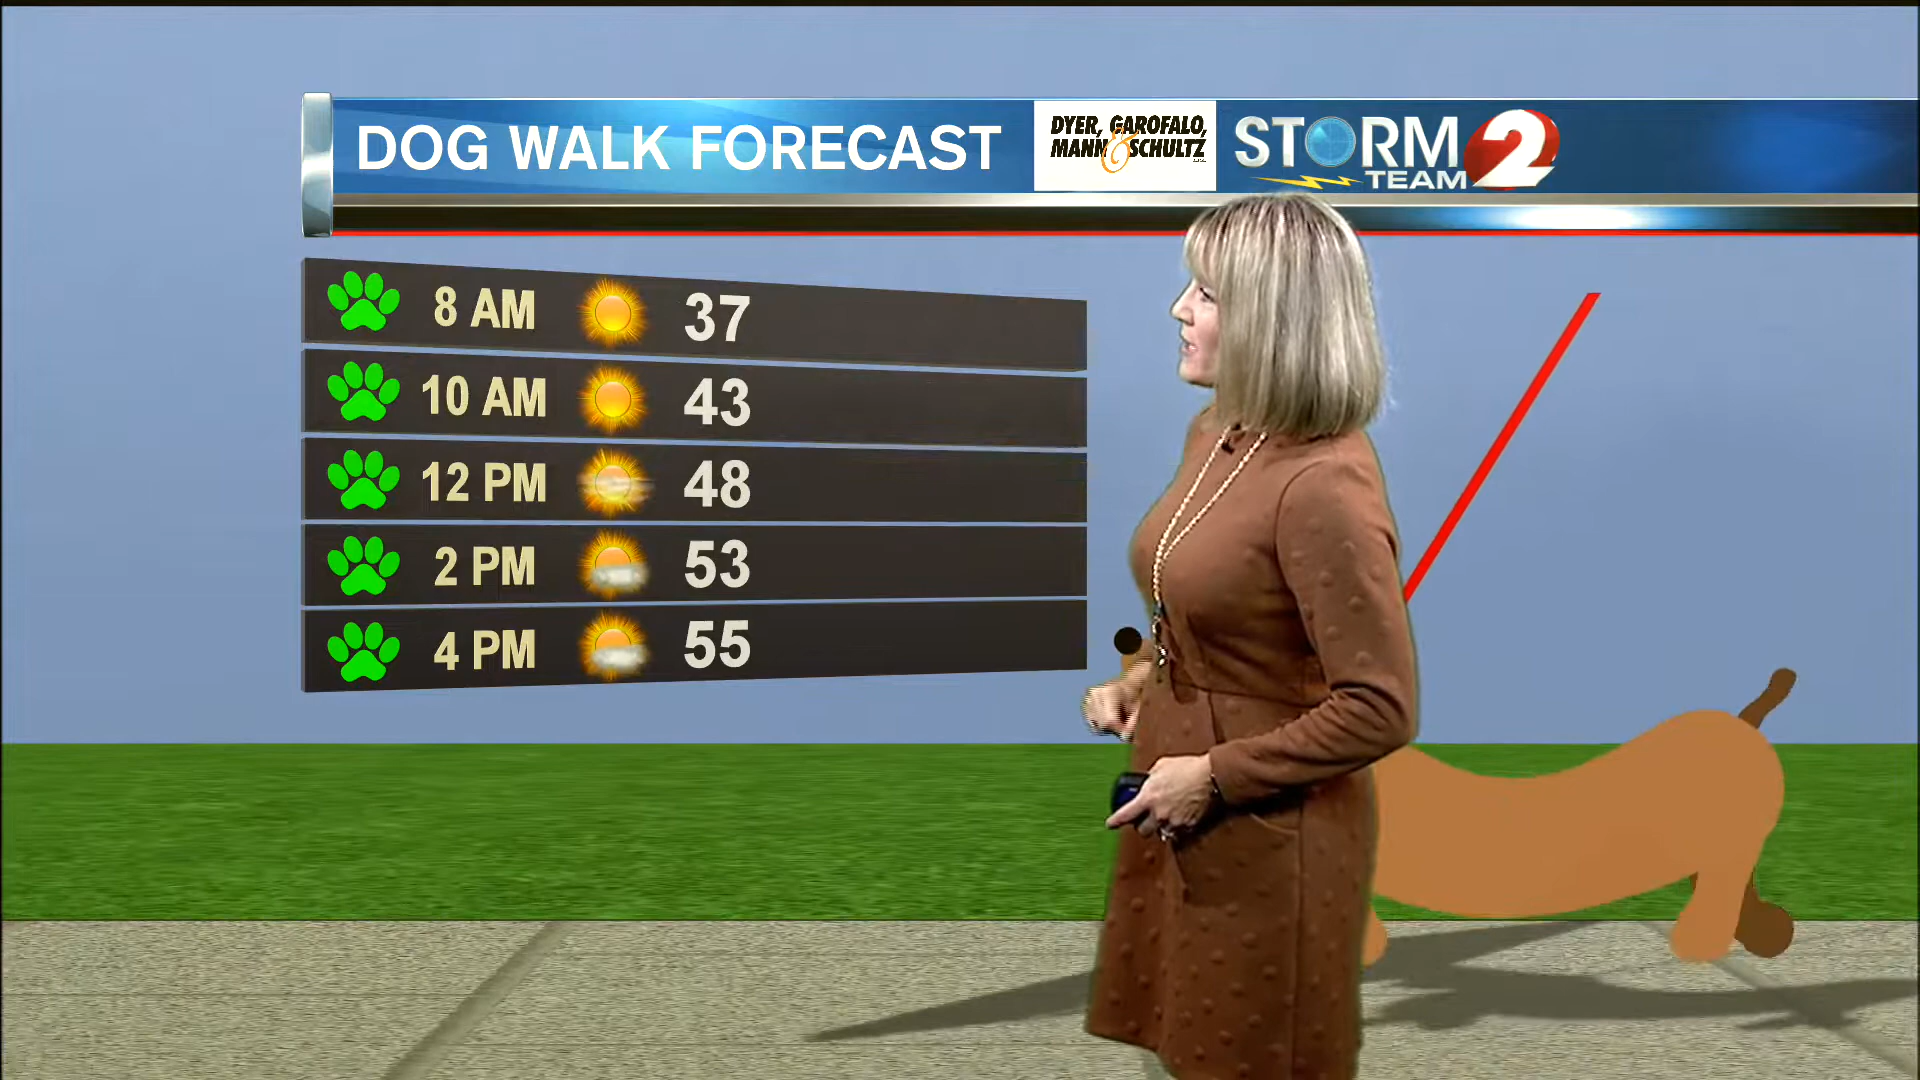 DOG WALK FORECAST
DYER, GAROFALO,
MANN & SCHULTZ
STORM
TEAM 2
8 AM 37
10 AM 43
12 PM 48
2 PM 53
4 PM 55